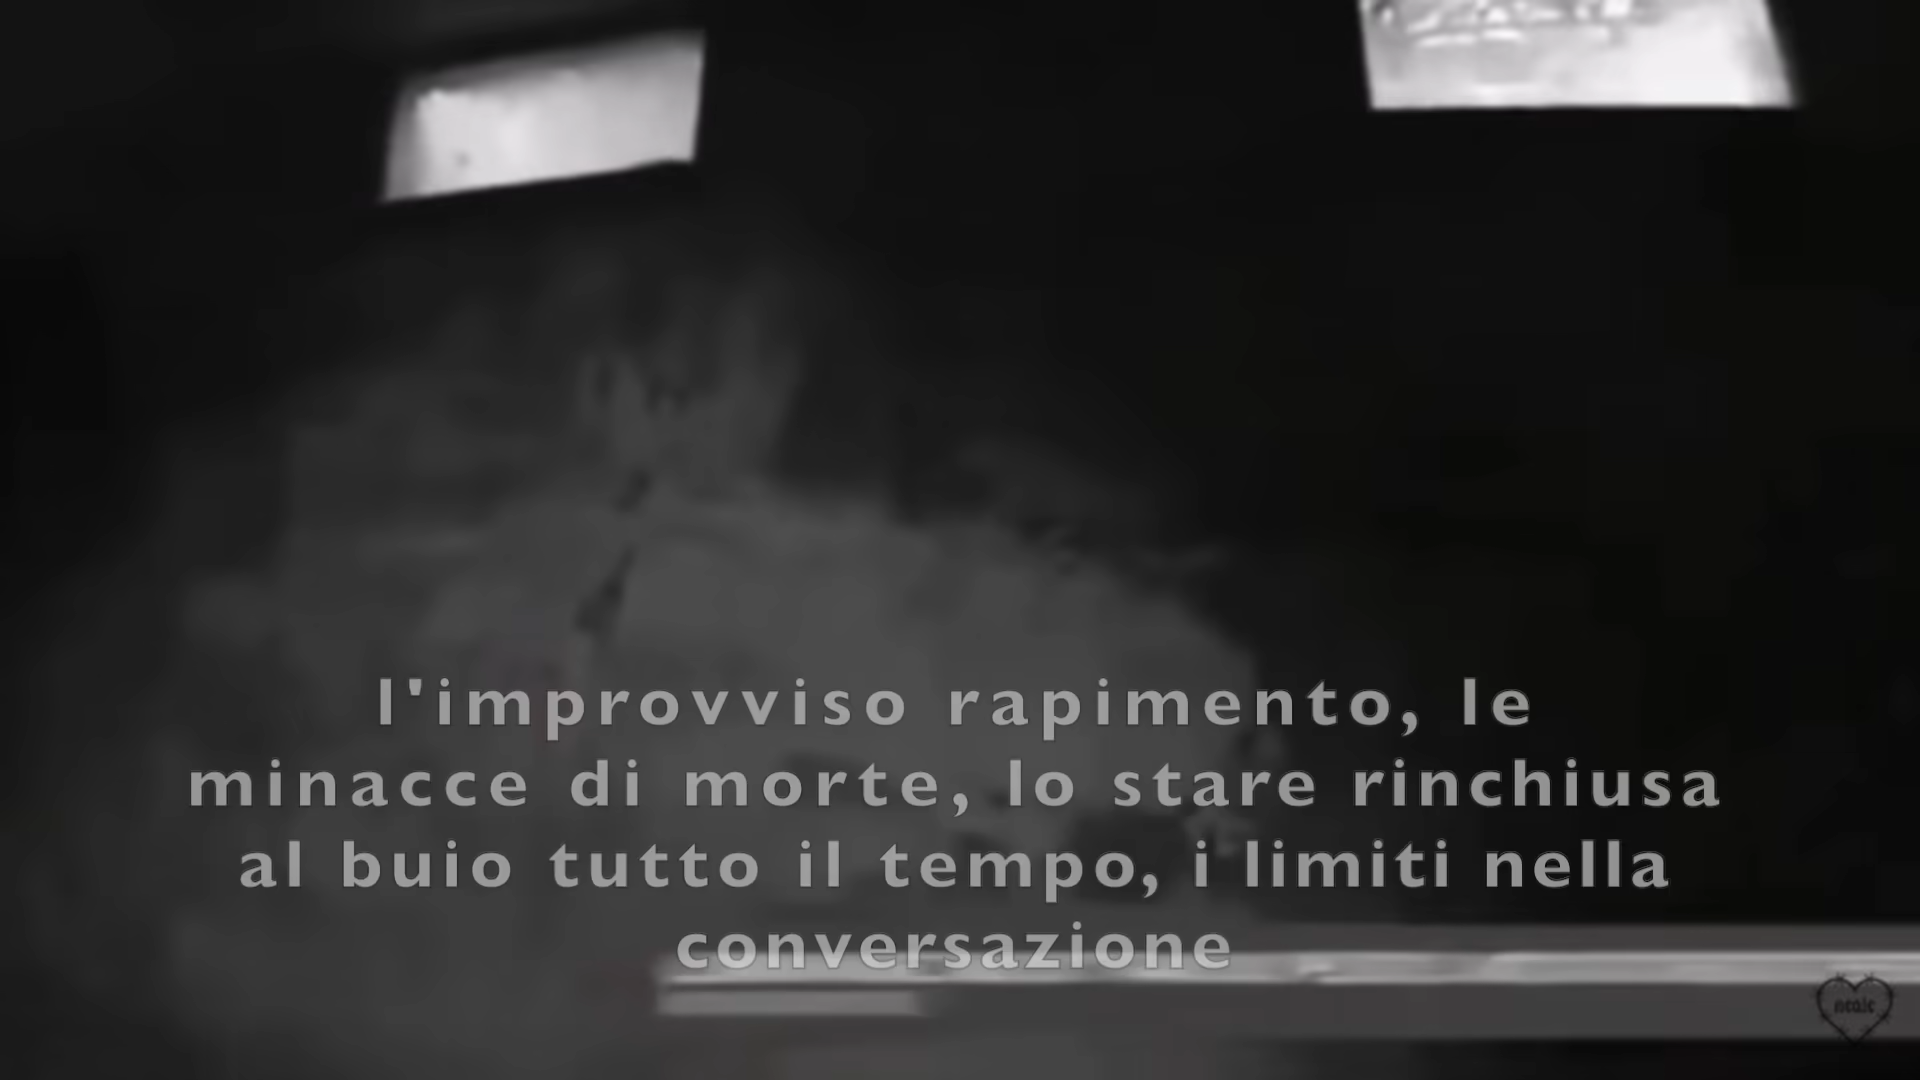 l'improvviso rapimento, le
minacce di morte, lo stare rinchiusa
al buio tutto il tempo, i limiti nella
conversazione